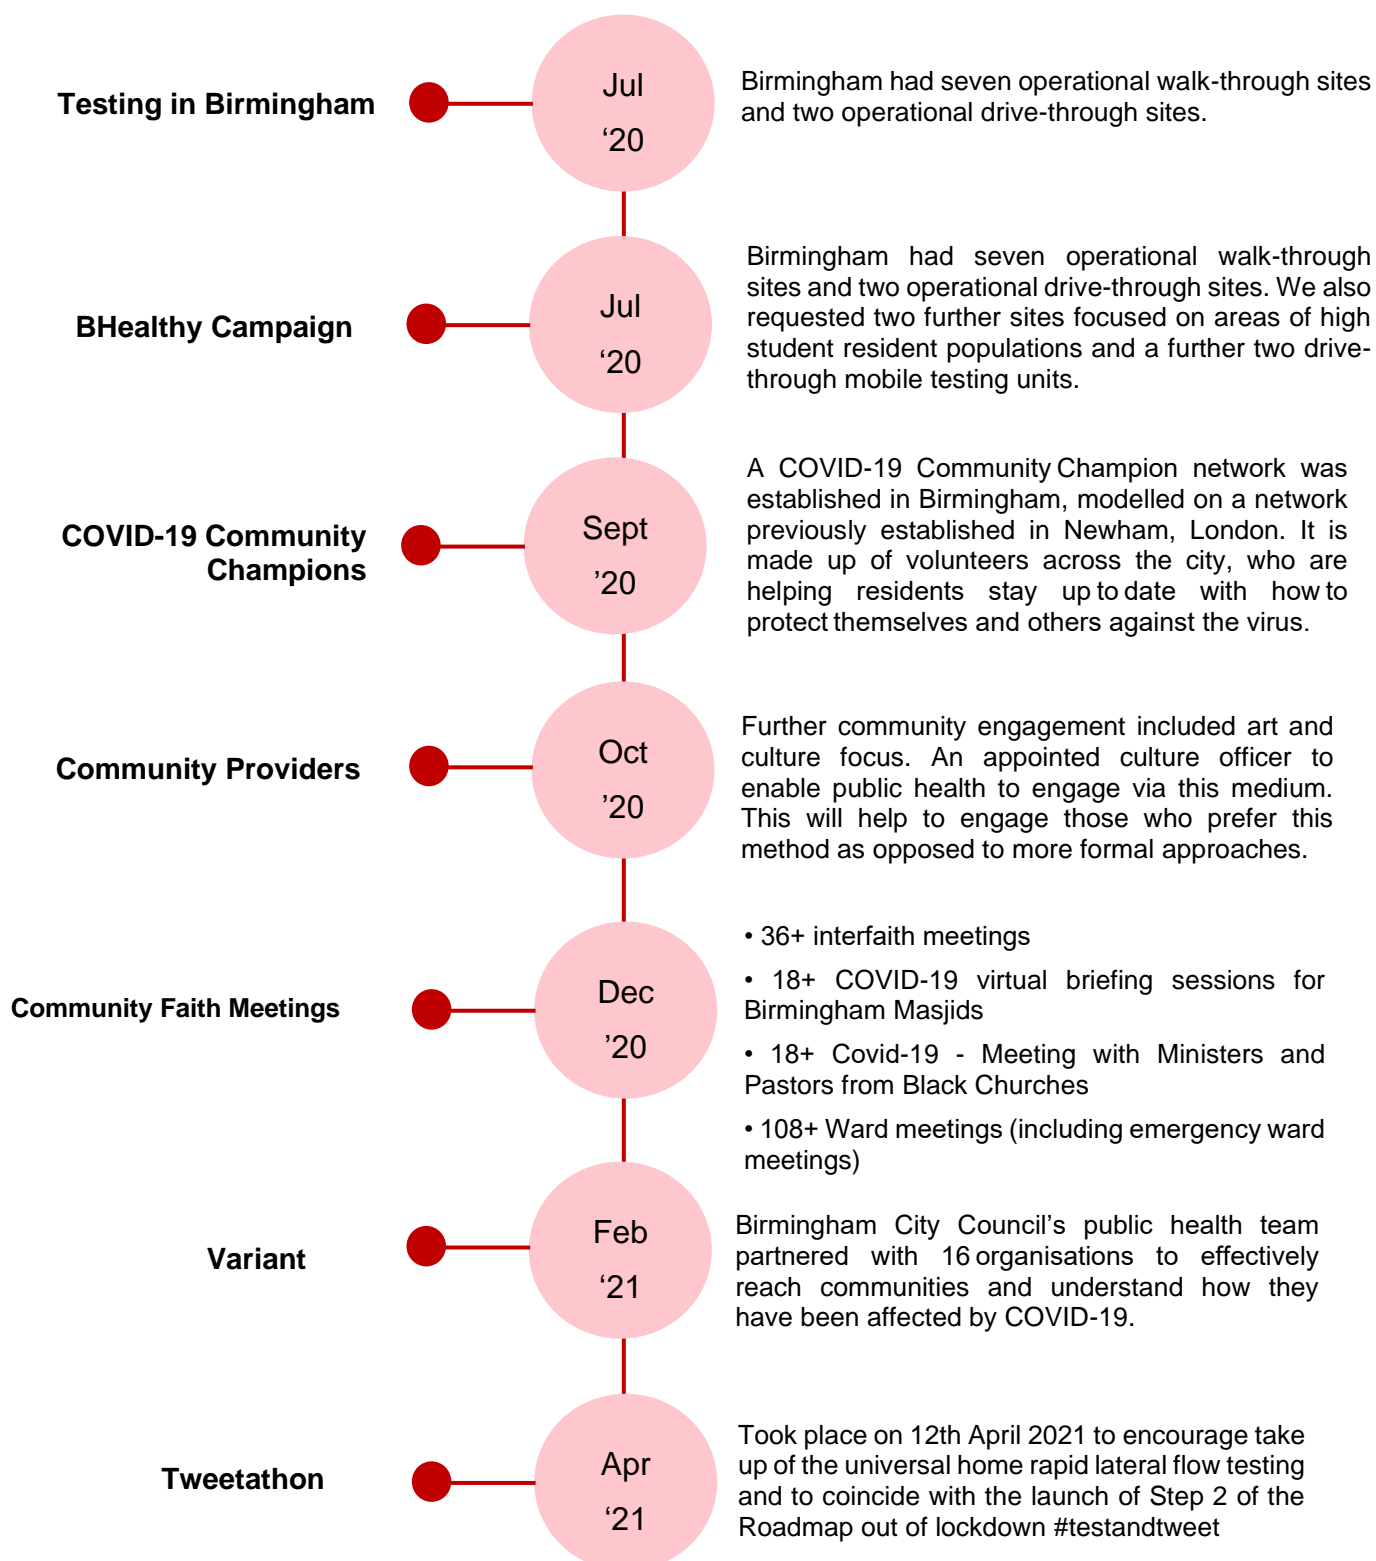 Testing in Birmingham
Jul
‘20
Birmingham had seven operational walk-through sites
and two operational drive-through sites.
BHealthy Campaign
Jul
‘20
Birmingham had seven operational walk-through
sites and two operational drive-through sites. We also
requested two further sites focused on areas of high
student resident populations and a further two drive-
through mobile testing units.
COVID-19 Community
Champions
Sept
’20
A COVID-19 Community Champion network was
established in Birmingham, modelled on a network
previously established in Newham, London. It is
made up of volunteers across the city, who are
helping residents stay up to date with how to
protect themselves and others against the virus.
Community Providers
Oct
’20
Further community engagement included art and
culture focus. An appointed culture officer to
enable public health to engage via this medium.
This will help to engage those who prefer this
method as opposed to more formal approaches.
Community Faith Meetings
Dec
’20
• 36+ interfaith meetings
• 18+ COVID-19 virtual briefing sessions for
Birmingham Masjids
• 18+ Covid-19 - Meeting with Ministers and
Pastors from Black Churches
• 108+ Ward meetings (including emergency ward
meetings)
Variant
Feb
‘21
Birmingham City Council’s public health team
partnered with 16 organisations to effectively
reach communities and understand how they
have been affected by COVID-19.
Tweetathon
Apr
‘21
Took place on 12th April 2021 to encourage take
up of the universal home rapid lateral flow testing
and to coincide with the launch of Step 2 of the
Roadmap out of lockdown #testandtweet